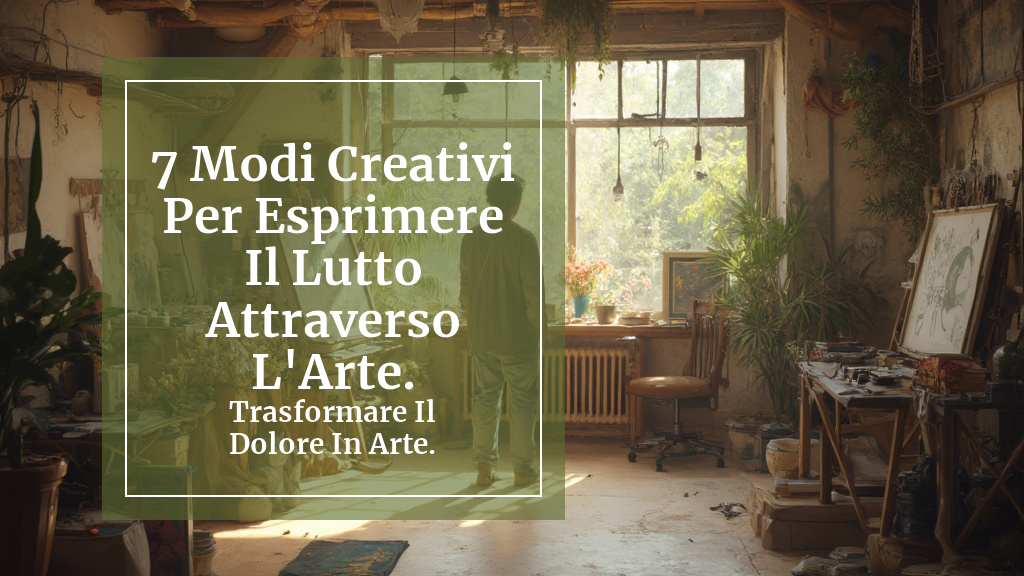 7 Modi Creativi
Per Esprimere
Il Lutto
Attraverso
L'Arte.
Trasformare Il
Dolore In Arte.